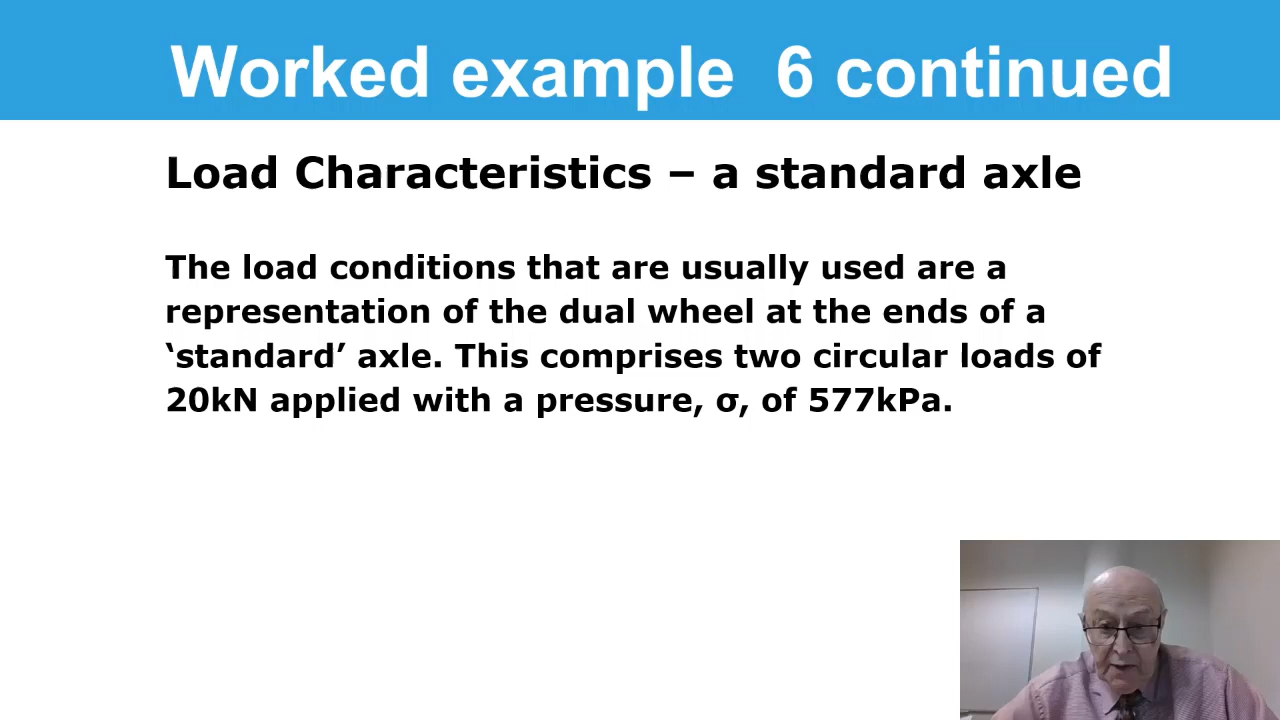 Worked example  6 continued
Load Characteristics – a standard axle
The load conditions that are usually used are a
representation of the dual wheel at the ends of a
‘standard’ axle. This comprises two circular loads of
20kN applied with a pressure, σ, of 577kPa.